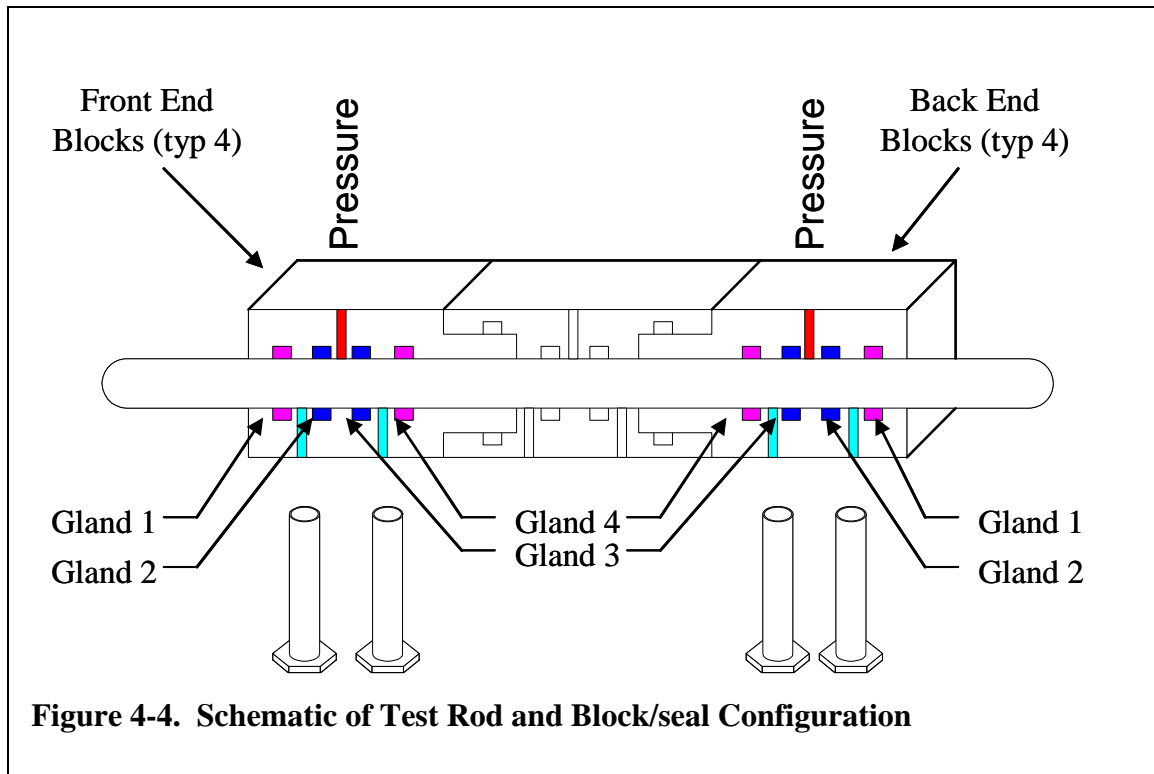 Front End
Blocks (typ 4)
Pressure
Pressure
Back End
Blocks (typ 4)
Gland 1
Gland 2
Gland 4
Gland 3
Gland 1
Gland 2
Figure 4-4. Schematic of Test Rod and Block/seal Configuration